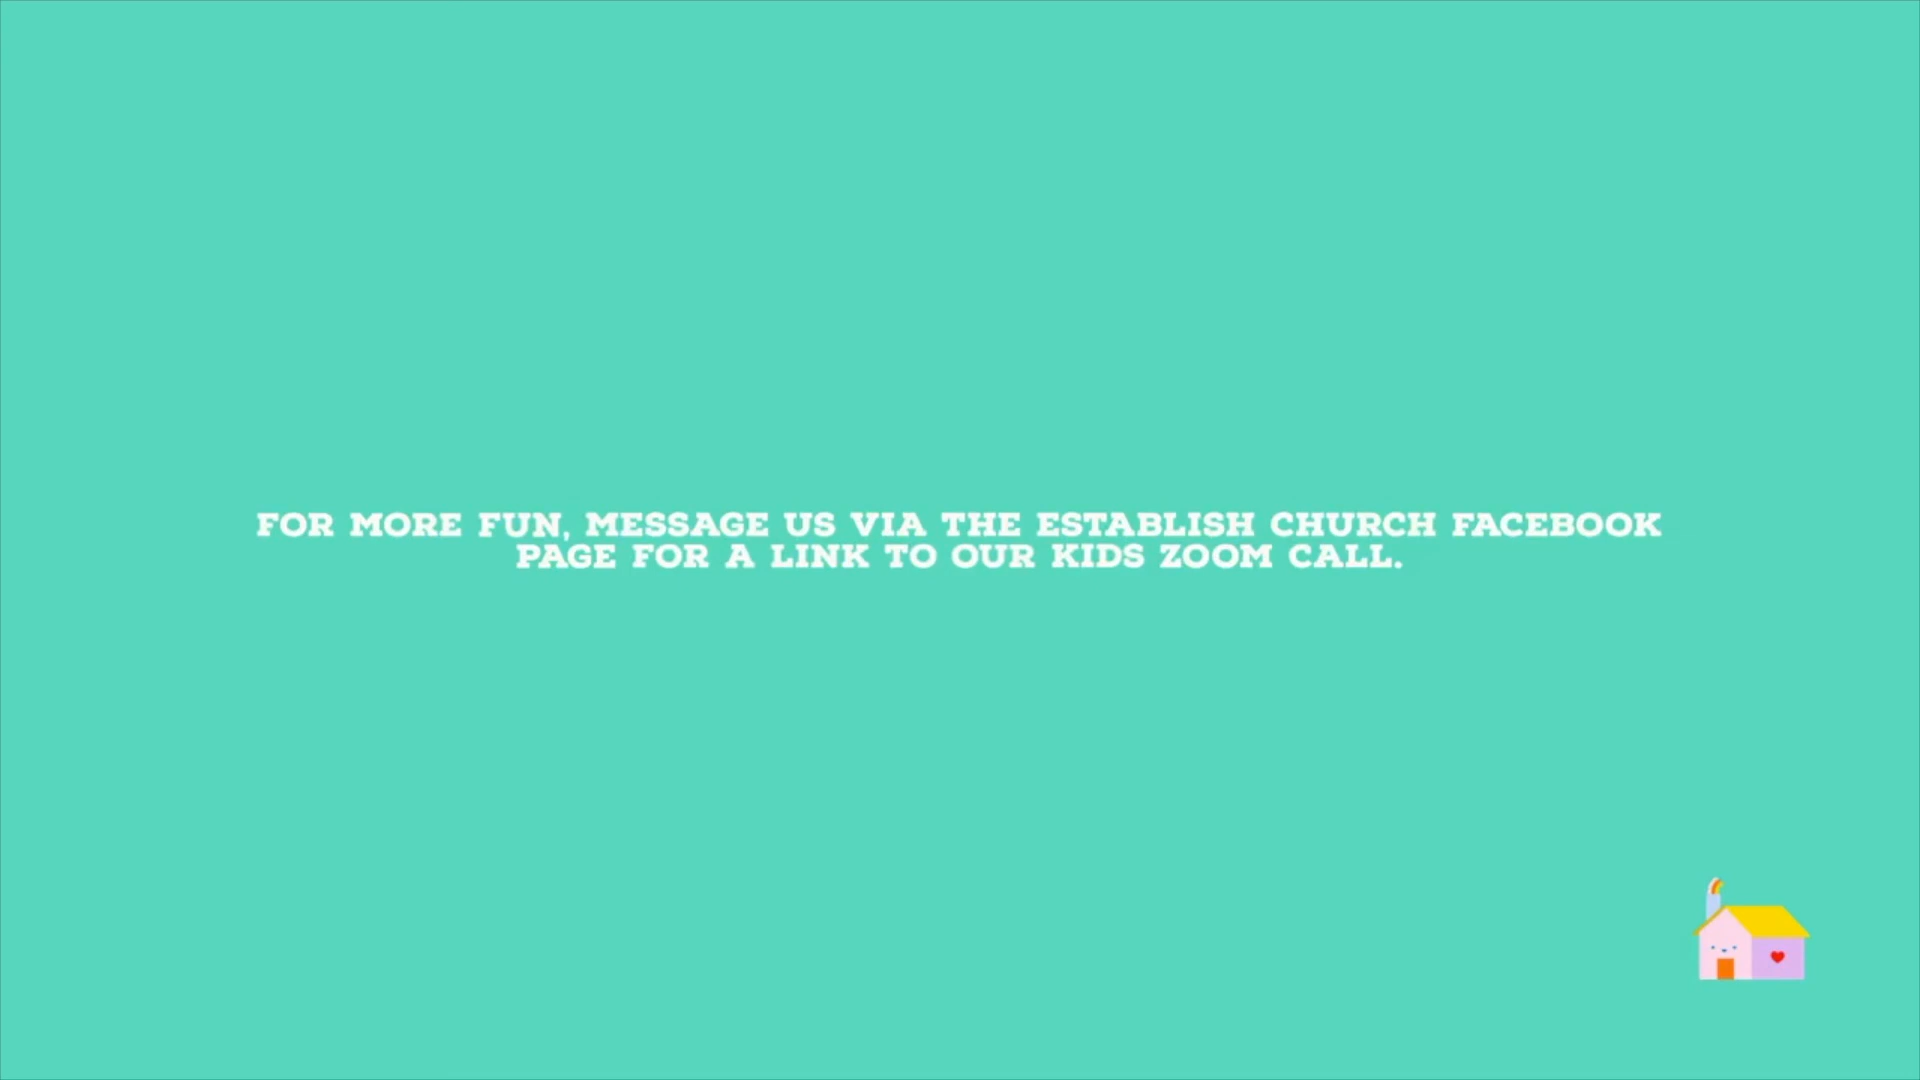 FOR MORE FUN, MESSAGE US VIA THE ESTABLISH CHURCH FACEBOOK
PAGE FOR A LINK TO OUR KIDS ZOOM CALL.